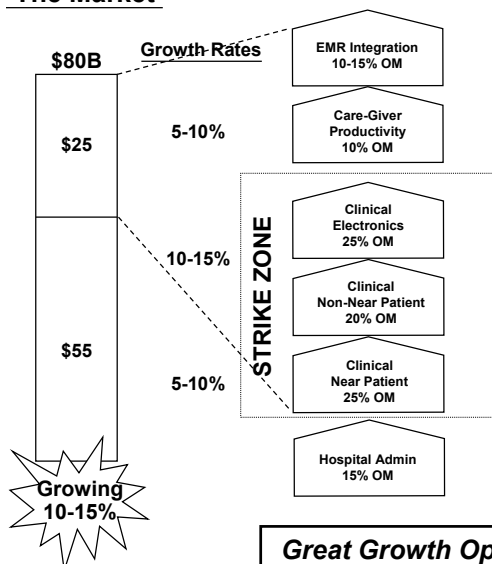 The Market
$80B
Growth Rates
$25
$55
5-10%
10-15%
5-10%
Growing
10-15%
EMR Integration
10-15% OM
Care-Giver
Productivity
10% OM
STRIKE ZONE
Clinical
Electronics
25% OM
Clinical
Non-Near Patient
20% OM
Clinical
Near Patient
25% OM
Hospital Admin
15% OM
Great Growth Op